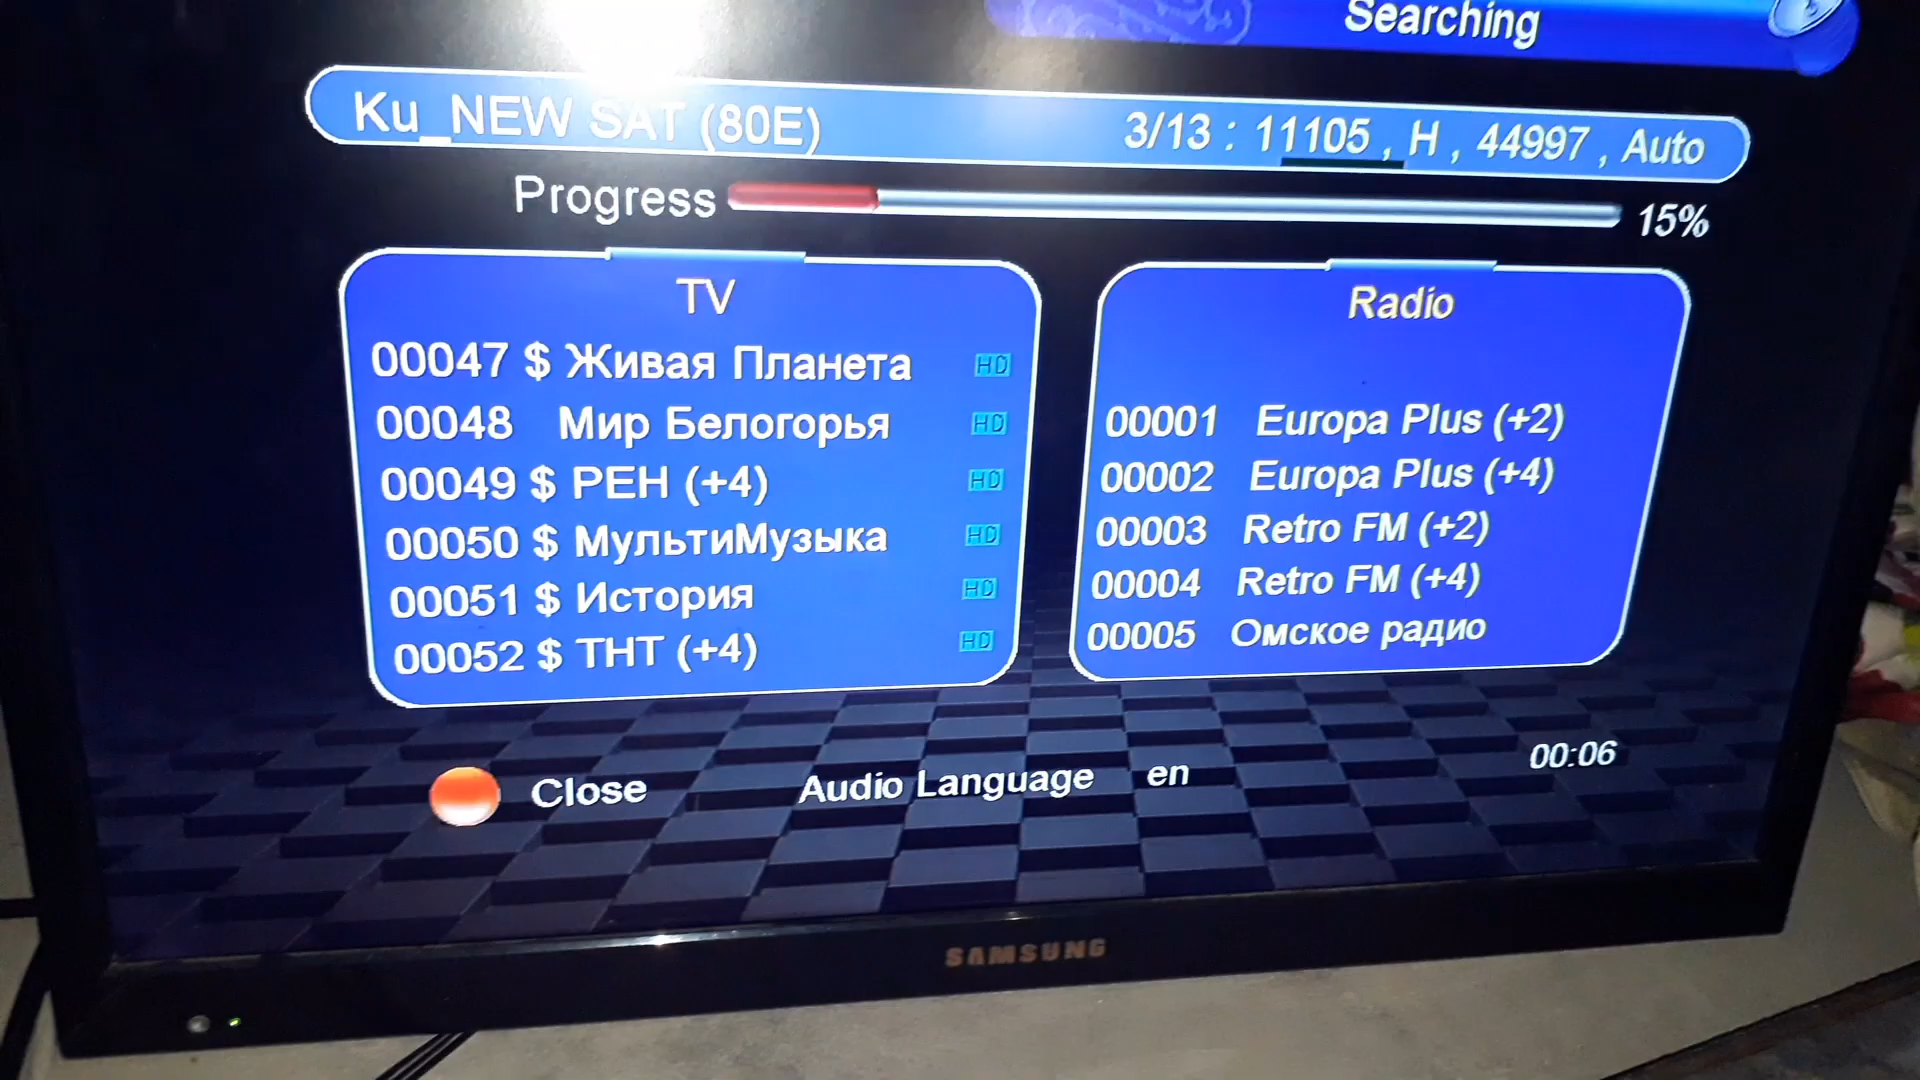 Searching
Ku_NEW SAT (80E) 3/13 : 11105 , H , 44997 , Auto
Progress 15%
TV
00047 $ Живая Планета HD
00048 Мир Белогорья HD
00049 $ РЕН (+4) HD
00050 $ МультиМузыка HD
00051 $ История HD
00052 $ ТНТ (+4) HD
Radio
00001 Europa Plus (+2)
00002 Europa Plus (+4)
00003 Retro FM (+2)
00004 Retro FM (+4)
00005 Омское радио
Close Audio Language en 00:06
SAMSUNG